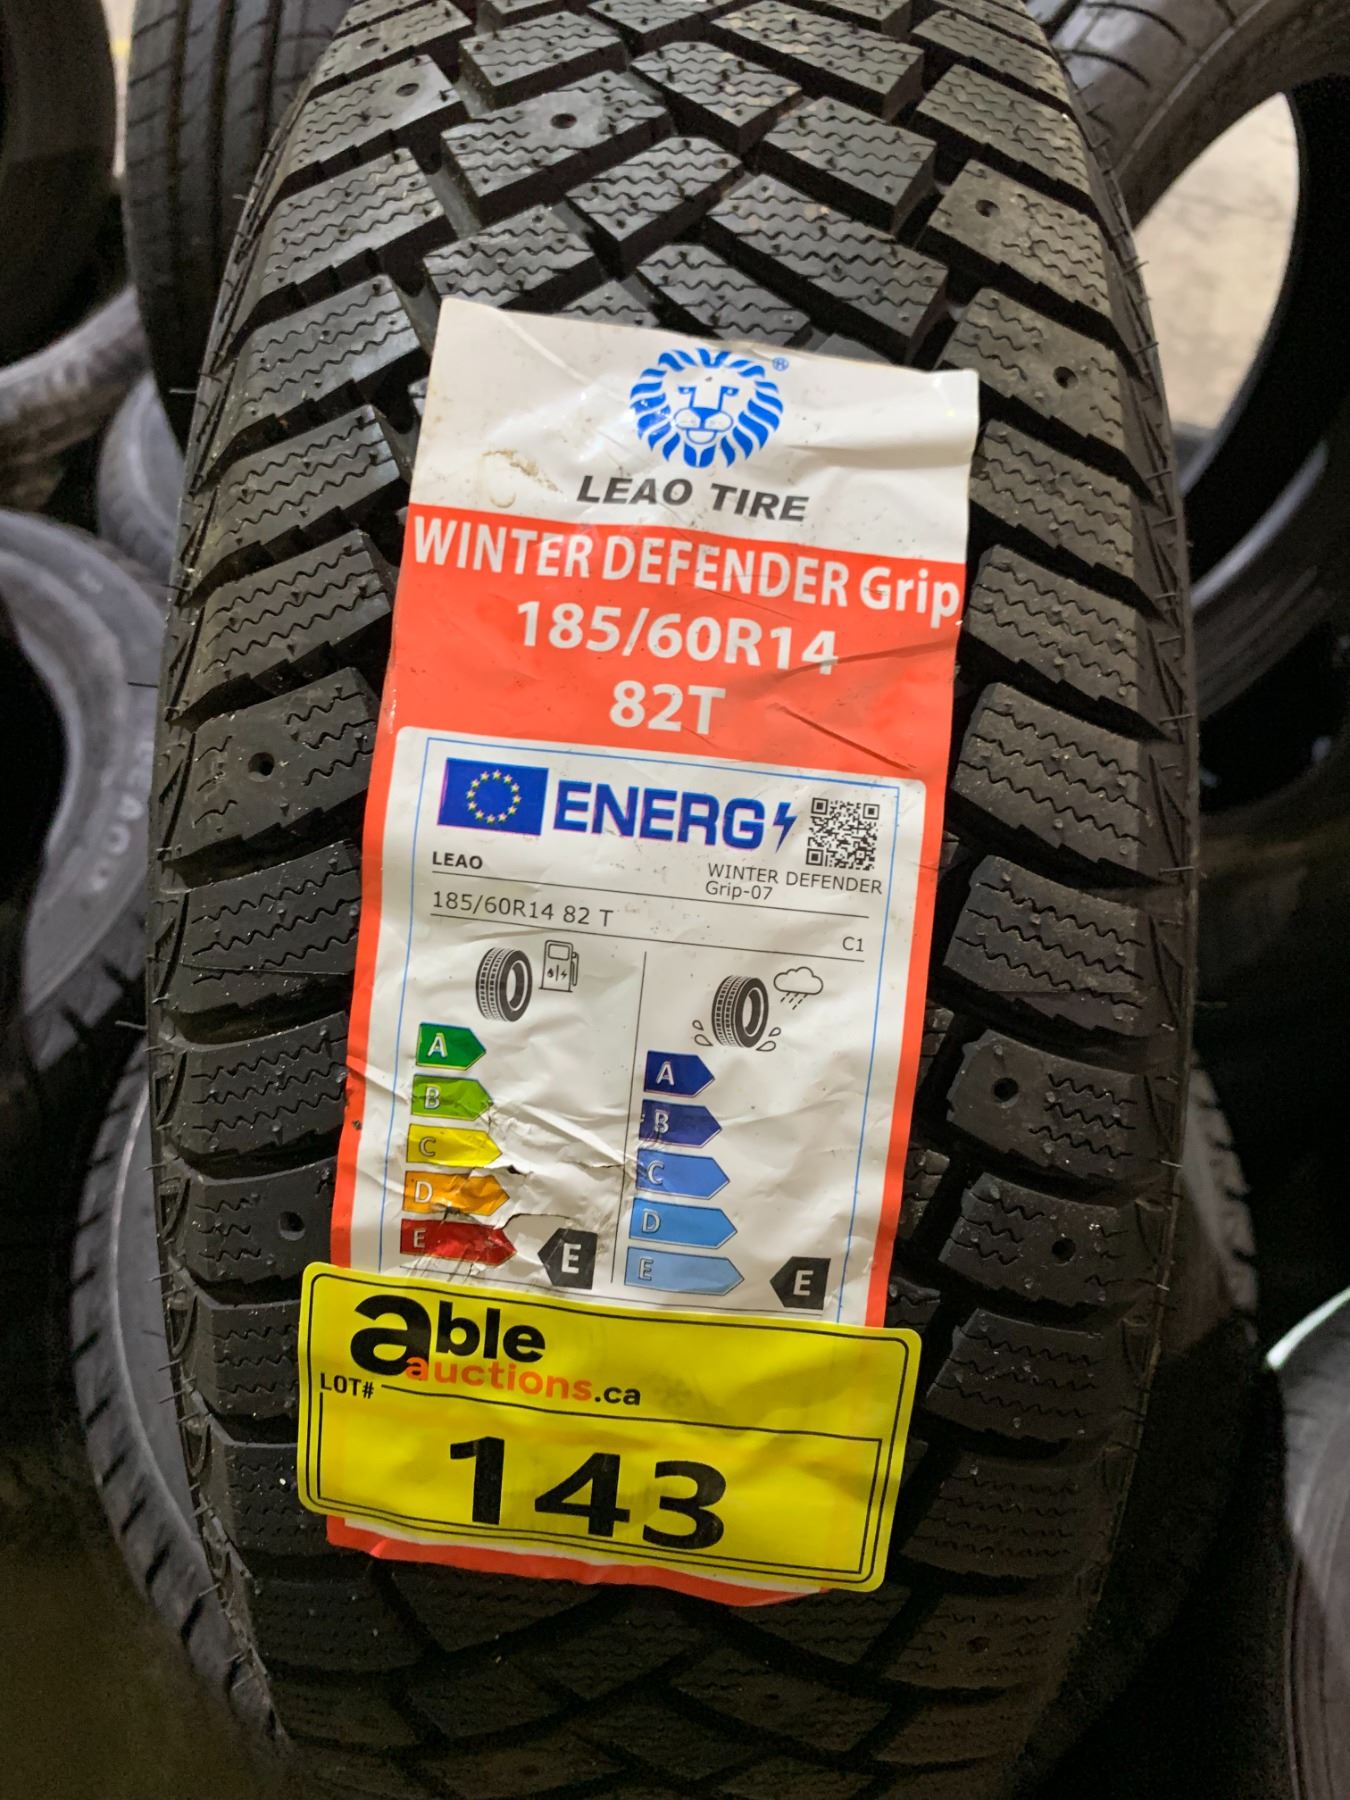 ®
LEAO TIRE
WINTER DEFENDER Grip
185/60R14
82T
ENERG
LEAO
WINTER DEFENDER
Grip-07
185/60R14 82 T
C1
A
B
C
D
E
E
A
B
C
D
E
E
able
auctions.ca
LOT#
143